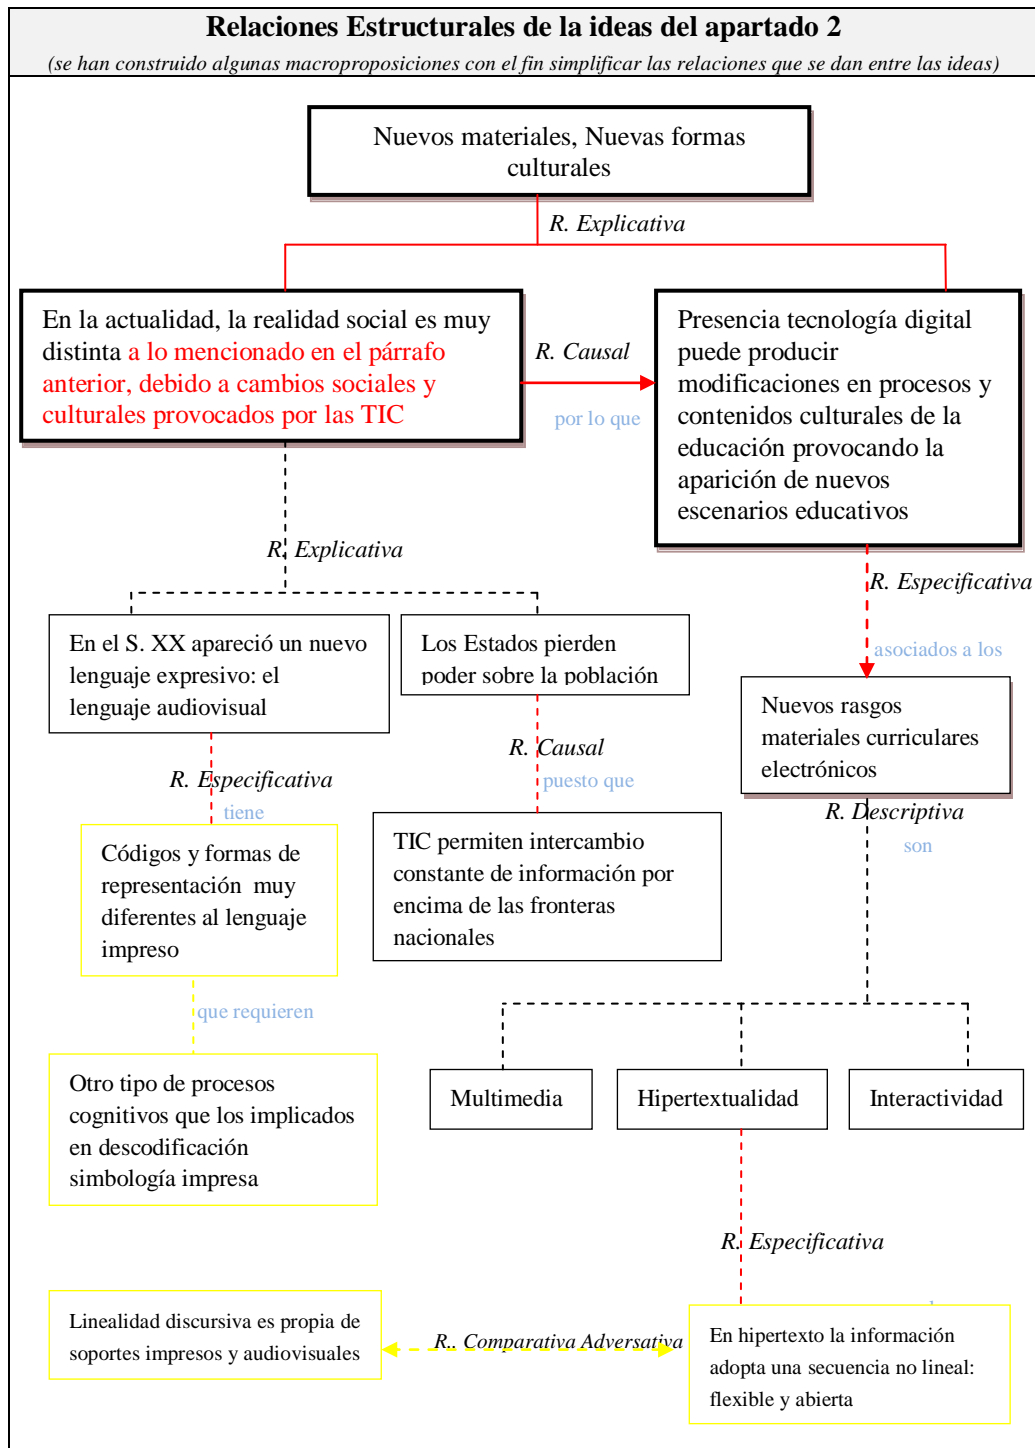 Relaciones Estructurales de la ideas del apartado 2
(se han construido algunas macroproposiciones con el fin simplificar las relaciones que se dan entre las ideas)
Nuevos materiales, Nuevas formas
culturales
R. Explicativa
En la actualidad, la realidad social es muy
distinta a lo mencionado en el párrafo
anterior, debido a cambios sociales y
culturales provocados por las TIC
R. Causal
por lo que
Presencia tecnología digital
puede producir
modificaciones en procesos y
contenidos culturales de la
educación provocando la
aparición de nuevos
escenarios educativos
R. Explicativa
R. Especificativa
asociados a los
En el S. XX apareció un nuevo
lenguaje expresivo: el
lenguaje audiovisual
Los Estados pierden
poder sobre la población
Nuevos rasgos
materiales curriculares
electrónicos
R. Especificativa
tiene
R. Causal
puesto que
R. Descriptiva
son
Códigos y formas de
representación muy
diferentes al lenguaje
impreso
TIC permiten intercambio
constante de información por
encima de las fronteras
nacionales
que requieren
Otro tipo de procesos
cognitivos que los implicados
en descodificación
simbología impresa
Multimedia
Hipertextualidad
Interactividad
R. Especificativa
Linealidad discursiva es propia de
soportes impresos y audiovisuales
R.. Comparativa Adversativa
En hipertexto la información
adopta una secuencia no lineal:
flexible y abierta